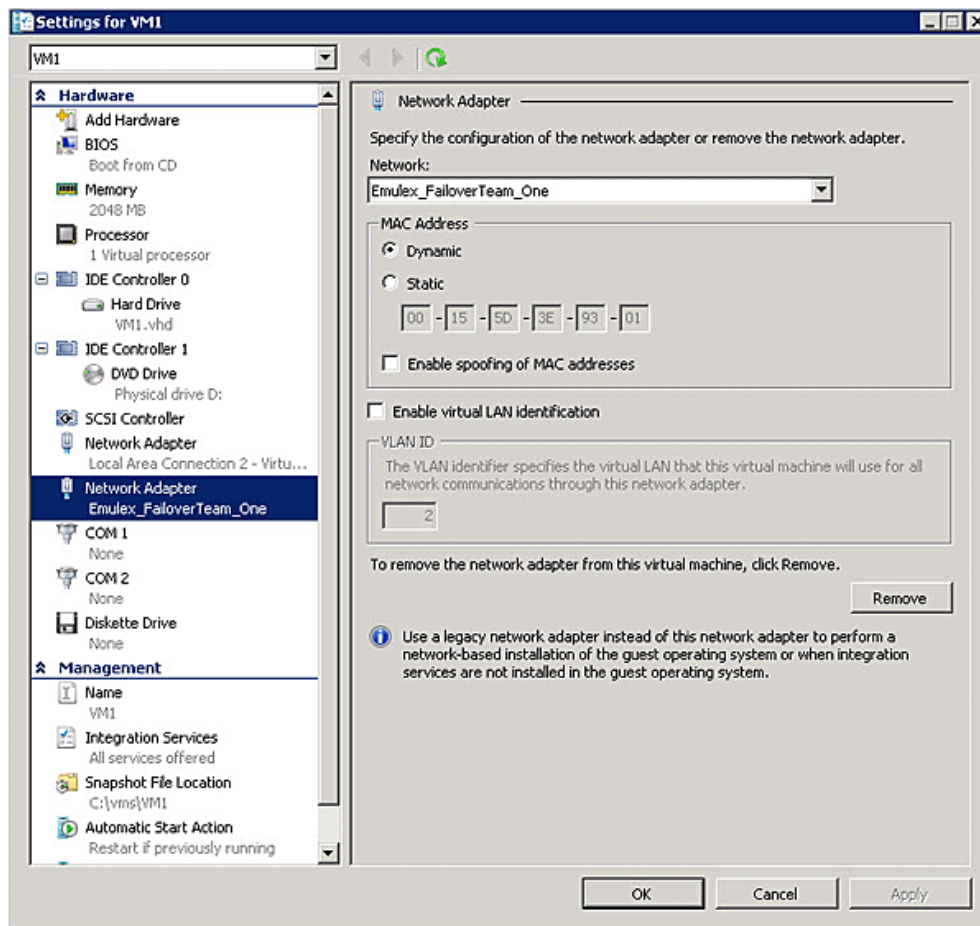 Settings for VM1
VM1
Hardware
Add Hardware
BIOS
Boot from CD
Memory
2048 MB
Processor
1 Virtual processor
IDE Controller 0
Hard Drive
VM1.vhd
IDE Controller 1
DVD Drive
Physical drive D:
SCSI Controller
Network Adapter
Local Area Connection 2 - Virtu...
Network Adapter
Emulex_FailoverTeam_One
COM 1
None
COM 2
None
Diskette Drive
None
Management
Name
VM1
Integration Services
All services offered
Snapshot File Location
C:\vms\VM1
Automatic Start Action
Restart if previously running
Network Adapter
Specify the configuration of the network adapter or remove the network adapter.
Network:
Emulex_FailoverTeam_One
MAC Address
Dynamic
Static
00 - 15 - 5D - 3E - 93 - 01
Enable spoofing of MAC addresses
Enable virtual LAN identification
VLAN ID
The VLAN identifier specifies the virtual LAN that this virtual machine will use for all
network communications through this network adapter.
2
To remove the network adapter from this virtual machine, click Remove.
Remove
Use a legacy network adapter instead of this network adapter to perform a
network-based installation of the guest operating system or when integration
services are not installed in the guest operating system.
OK
Cancel
Apply